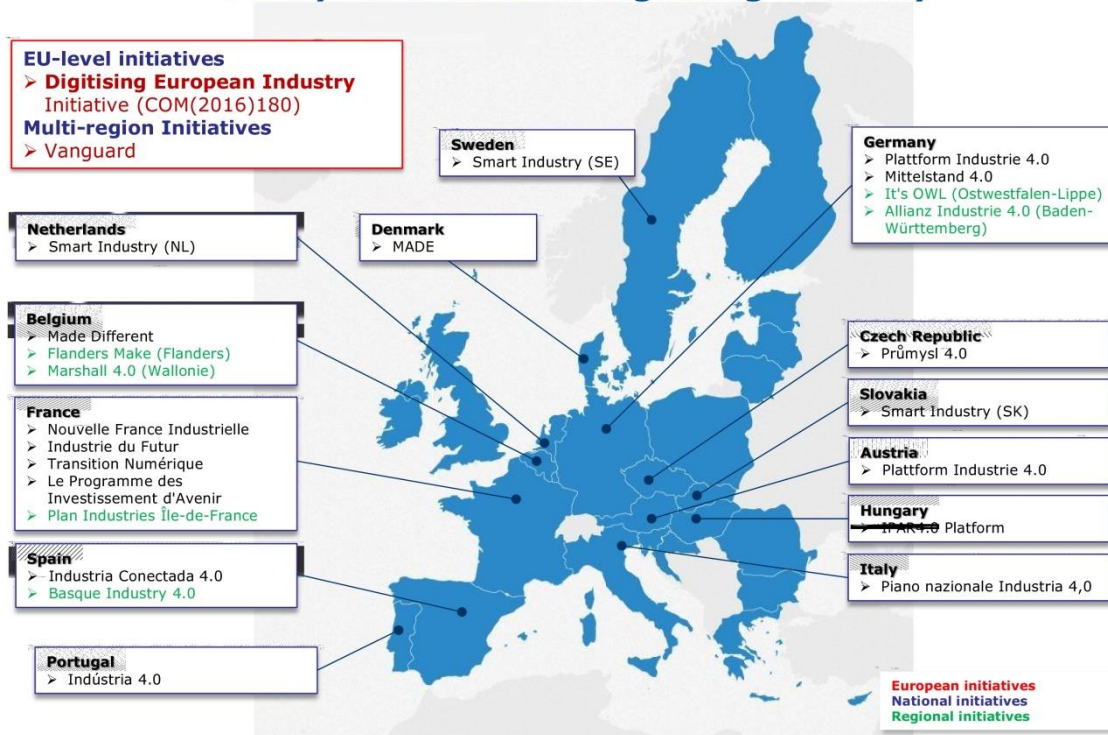 EU-level initiatives
➢ Digitising European Industry
Initiative (COM(2016)180)
Multi-region Initiatives
➢ Vanguard
Sweden
➢ Smart Industry (SE)
Germany
➢ Plattform Industrie 4.0
➢ Mittelstand 4.0
➢ It's OWL (Ostwestfalen-Lippe)
➢ Allianz Industrie 4.0 (Baden-
Württemberg)
Netherlands
➢ Smart Industry (NL)
Denmark
➢ MADE
Belgium
➢ Made Different
➢ Flanders Make (Flanders)
➢ Marshall 4.0 (Wallonie)
Czech Republic
➢ Průmysl 4.0
Slovakia
➢ Smart Industry (SK)
France
➢ Nouvelle France Industrielle
➢ Industrie du Futur
➢ Transition Numérique
➢ Le Programme des
Investissement d'Avenir
➢ Plan Industries Île-de-France
Austria
➢ Plattform Industrie 4.0
Hungary
➢ Platform
Spain
➢ Industria Conectada 4.0
➢ Basque Industry 4.0
Italy
➢ Piano nazionale Industria 4,0
Portugal
➢ Indústria 4.0
European initiatives
National initiatives
Regional initiatives